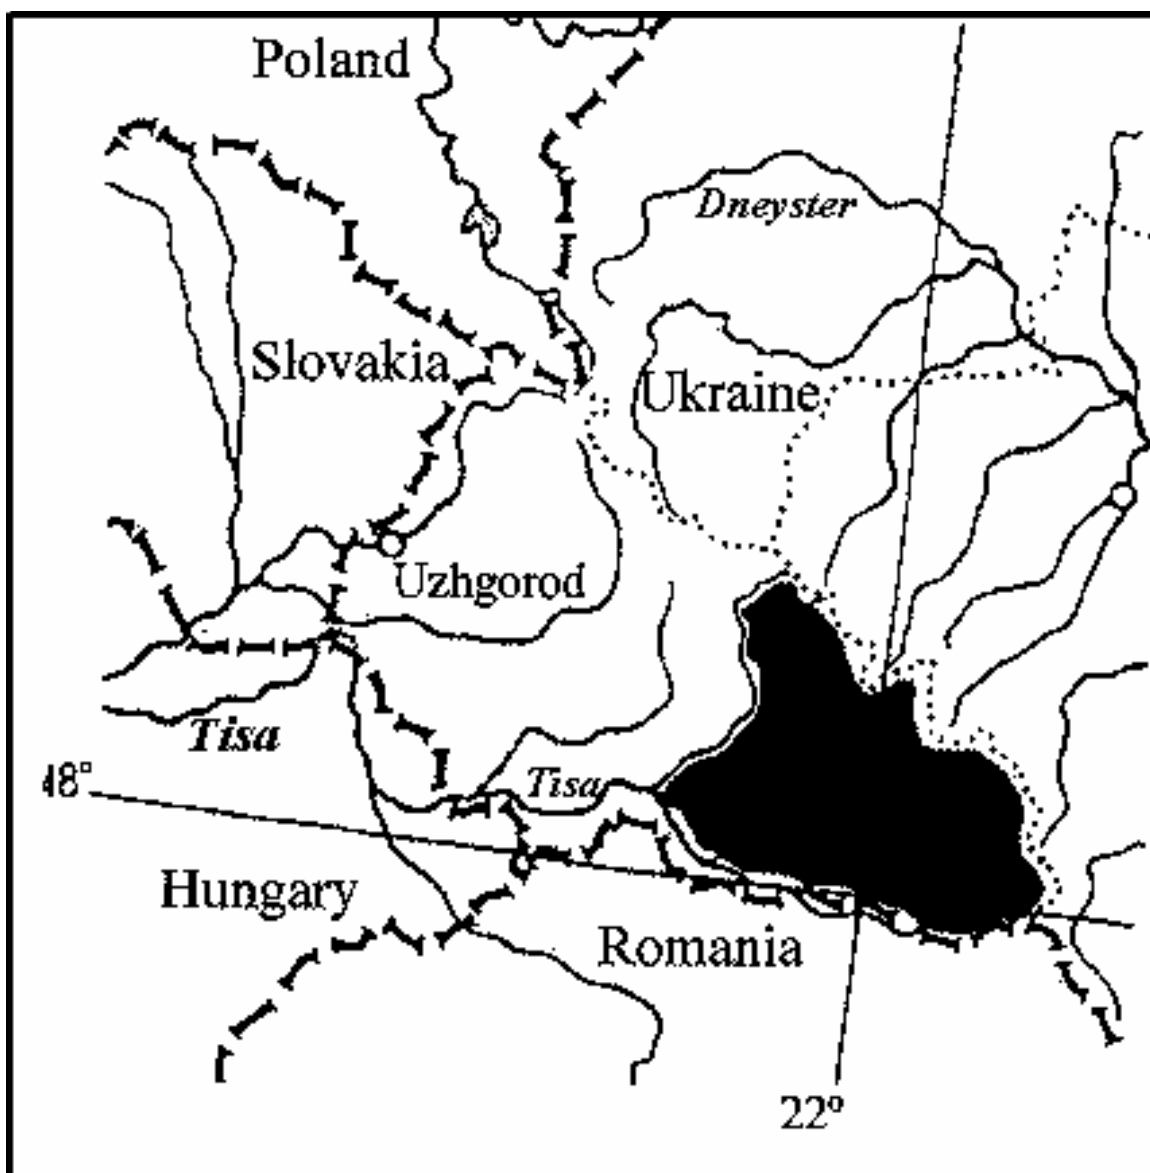 Poland
Dneyster
Slovakia
Ukraine
Uzhgorod
Tisa
48°
Tisa
Hungary
Romania
22°